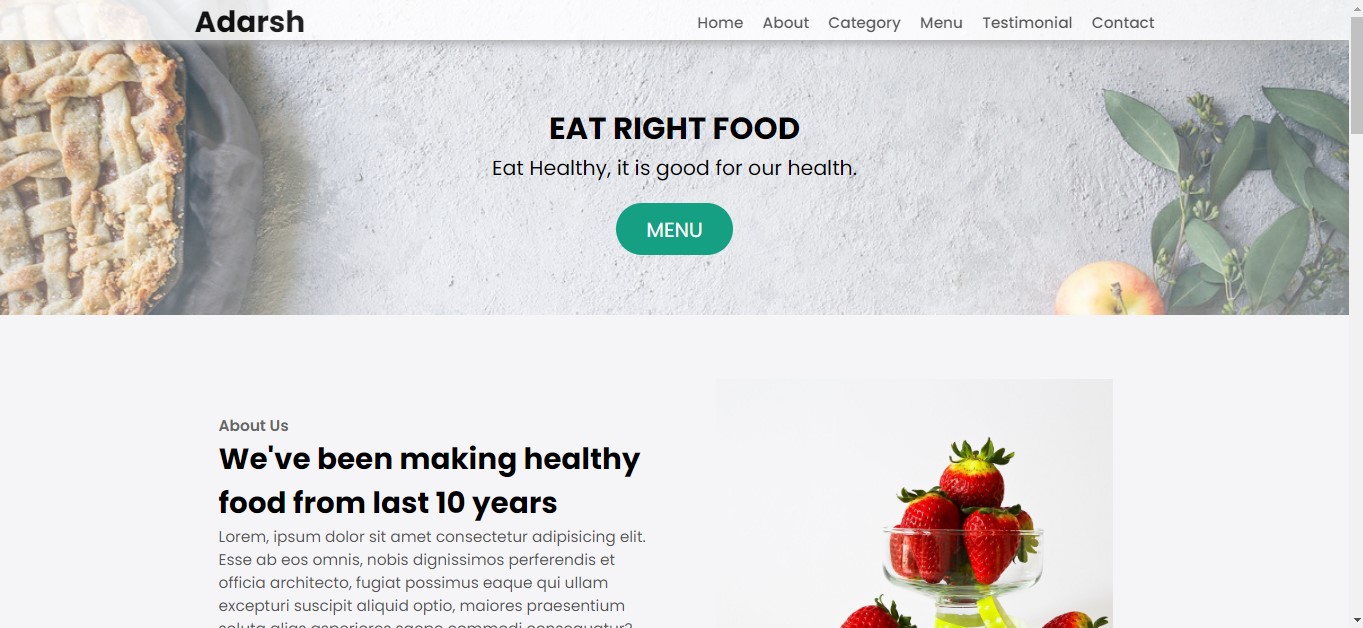 Adarsh
Home About Category Menu Testimonial Contact
EAT RIGHT FOOD
Eat Healthy, it is good for our health.
MENU
About Us
We've been making healthy
food from last 10 years
Lorem, ipsum dolor sit amet consectetur adipisicing elit.
Esse ab eos omnis, nobis dignissimos perferendis et
officia architecto, fugiat possimus eaque qui ullam
excepturi suscipit aliquid optio, maiores praesentium